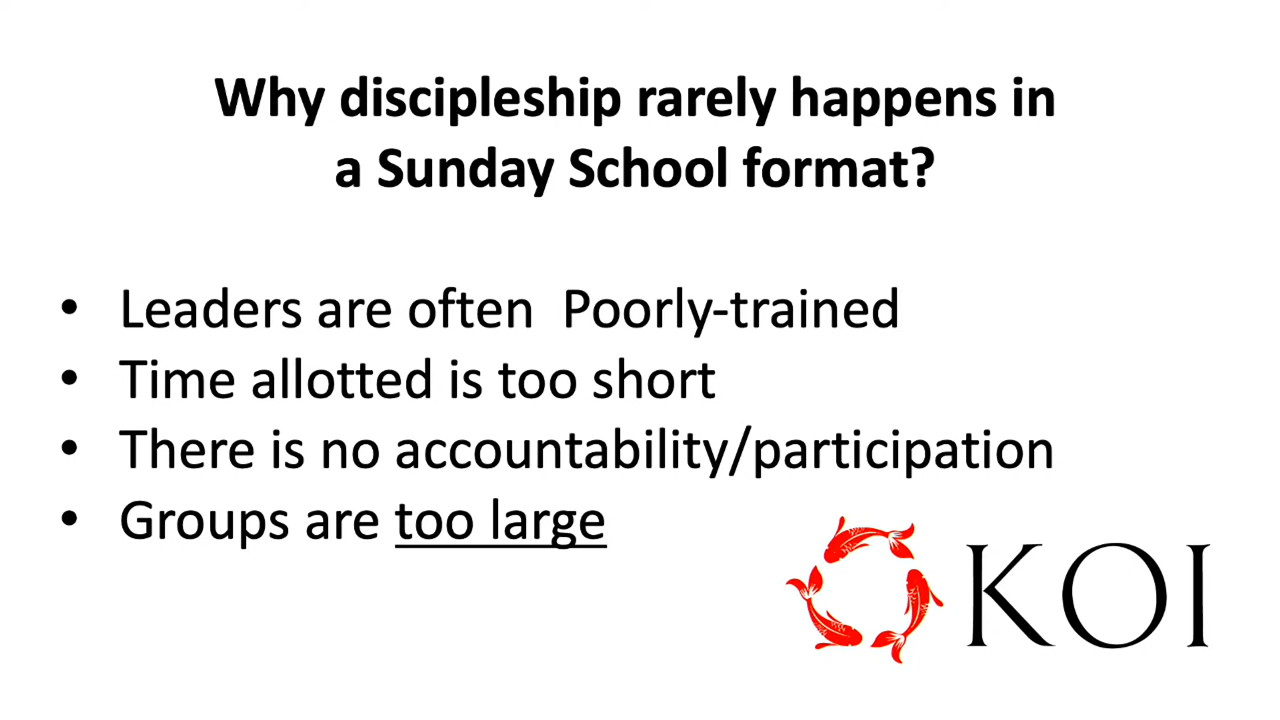 Why discipleship rarely happens in
a Sunday School format?
• Leaders are often  Poorly-trained
• Time allotted is too short
• There is no accountability/participation
• Groups are too large
KOI